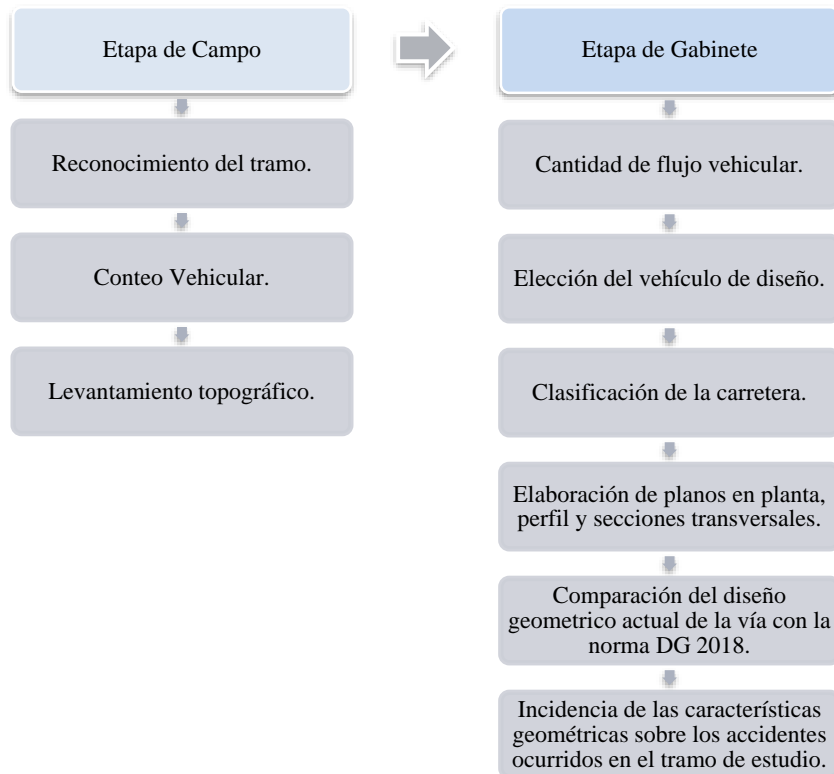 Etapa de Campo
Reconocimiento del tramo.
Conteo Vehicular.
Levantamiento topográfico.
Etapa de Gabinete
Cantidad de flujo vehicular.
Elección del vehículo de diseño.
Clasificación de la carretera.
Elaboración de planos en planta,
perfil y secciones transversales.
Comparación del diseño
geometrico actual de la vía con la
norma DG 2018.
Incidencia de las características
geométricas sobre los accidentes
ocurridos en el tramo de estudio.